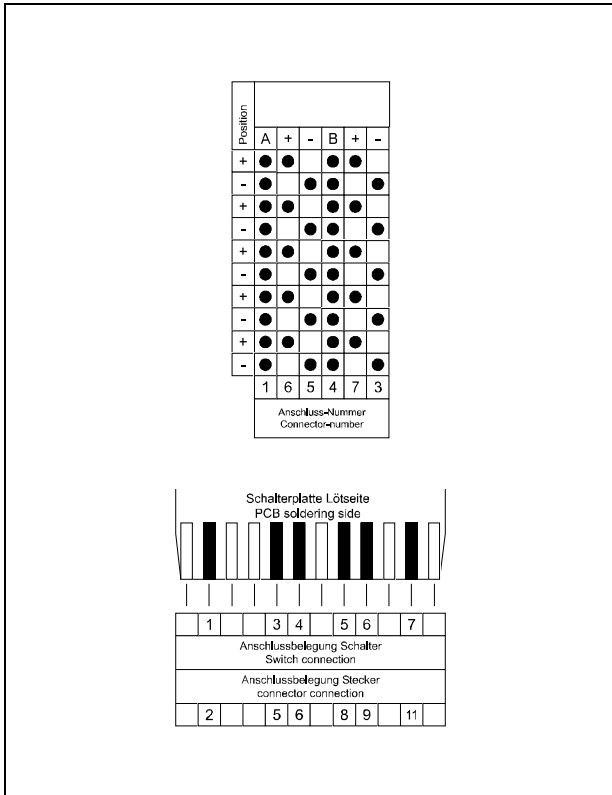 Position
A + - B + -
+
-
+
-
+
-
+
-
+
-
1 6 5 4 7 3
Anschluss-Nummer
Connector-number
Schalterplatte Lötseite
PCB soldering side
1 3 4 5 6 7
Anschlussbelegung Schalter
Switch connection
Anschlussbelegung Stecker
connector connection
2 5 6 8 9 11